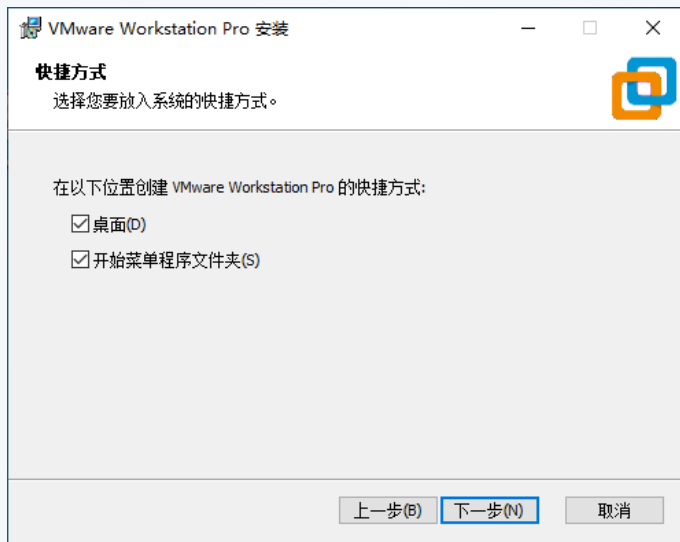 VMware Workstation Pro 安装
快捷方式
选择您要放入系统的快捷方式。
在以下位置创建 VMware Workstation Pro 的快捷方式:
桌面(D)
开始菜单程序文件夹(S)
上一步(B) 下一步(N) 取消